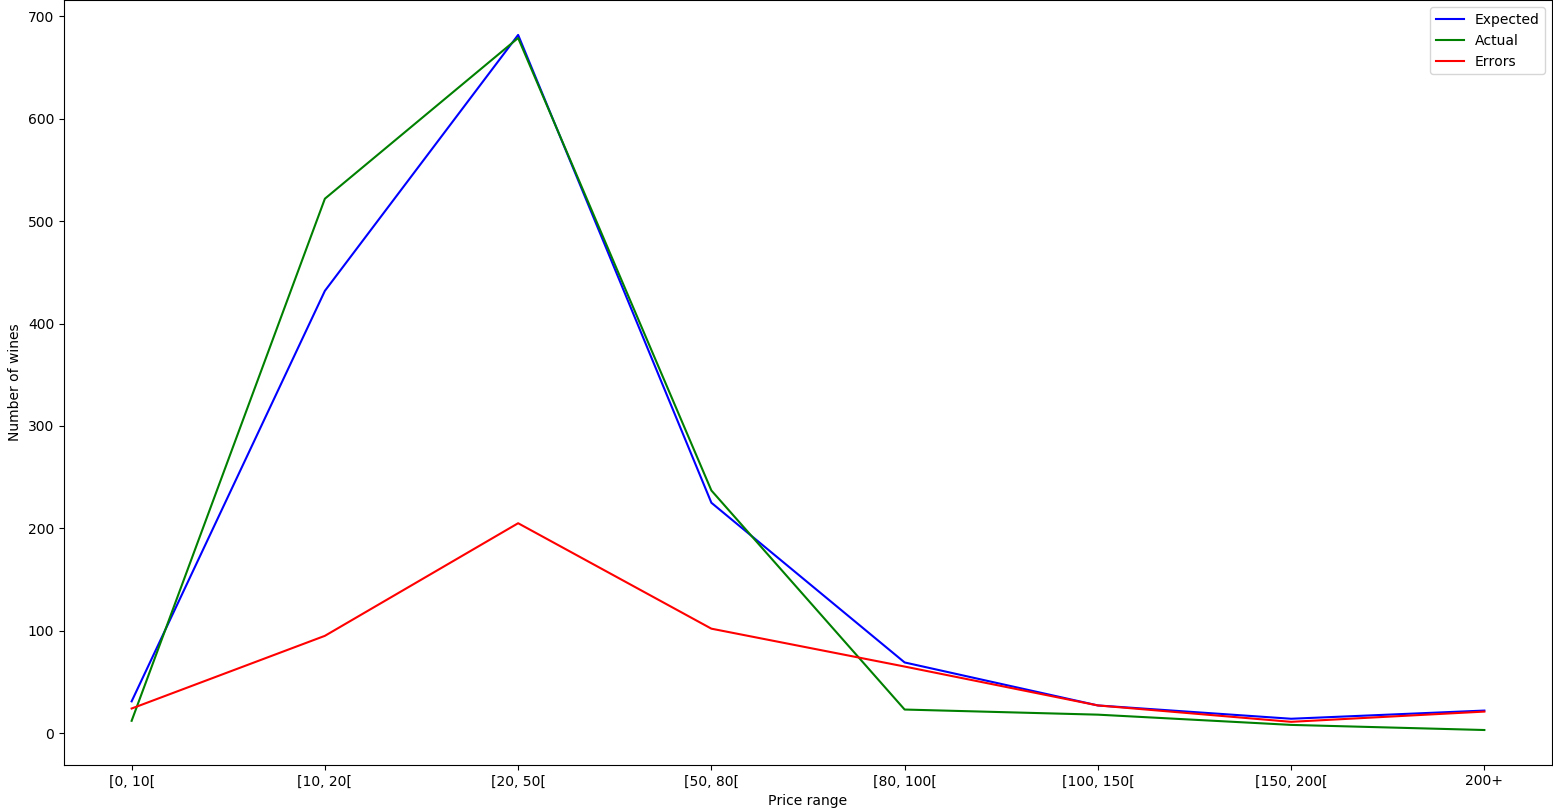 Expected
Actual
Errors
700
600
500
400
300
200
100
0
Number of wines
[0, 10[ [10, 20[ [20, 50[ [50, 80[ [80, 100[ [100, 150[ [150, 200[ 200+
Price range